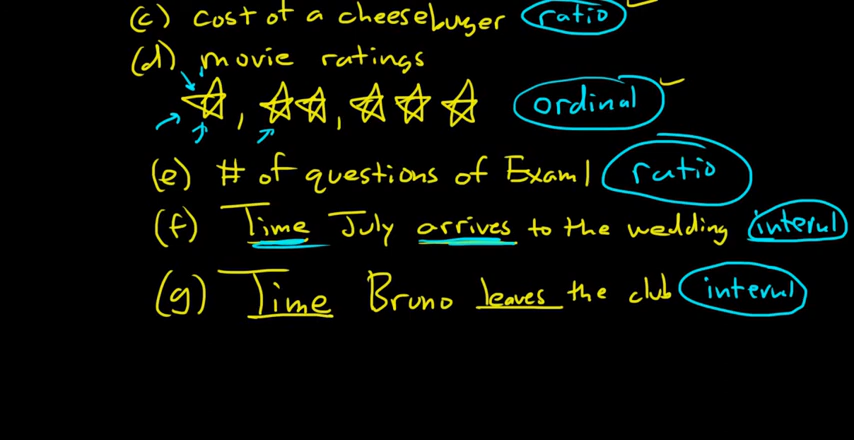 (c) cost of a cheeseburger ratio
(d) movie ratings
, , ordinal
(e) # of questions of Exam 1 ratio
(f) Time July arrives to the wedding interval
(g) Time Bruno leaves the club interval